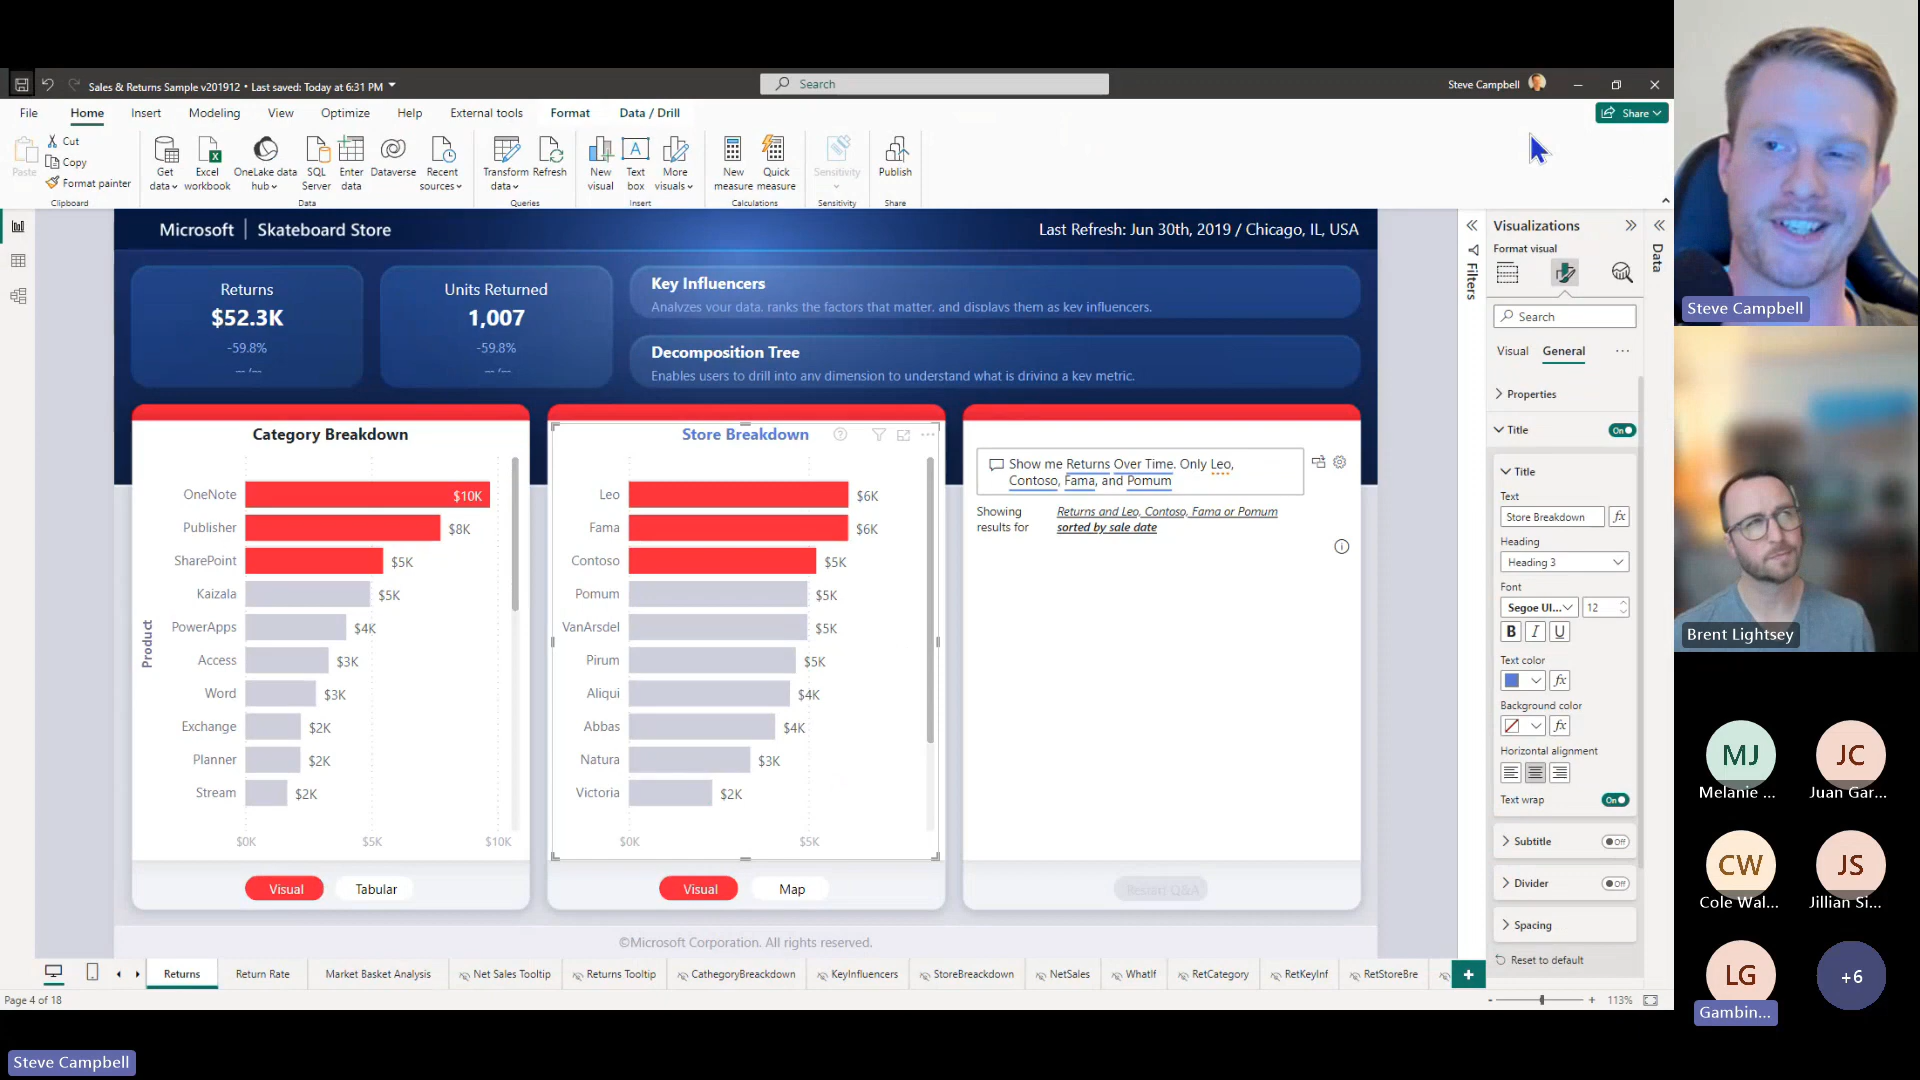 Sales & Returns Sample v201912 • Last saved: Today at 6:31 PM
Search
Steve Campbell
File
Home
Insert
Modeling
View
Optimize
Help
External tools
Format
Data / Drill
Share
Paste
Cut
Copy
Format painter
Clipboard
Get data
Excel workbook
OneLake data hub
SQL Server
Enter data
Dataverse
Recent sources
Data
Transform data
Refresh
Queries
New visual
Text box
More visuals
Insert
New measure
Quick measure
Calculations
Sensitivity
Sensitivity
Publish
Share
Microsoft | Skateboard Store
Last Refresh: Jun 30th, 2019 / Chicago, IL, USA
Returns
$52.3K
-59.8%
Units Returned
1,007
-59.8%
Key Influencers
Analyzes your data, ranks the factors that matter, and displays them as key influencers.
Decomposition Tree
Enables users to drill into any dimension to understand what is driving a key metric.
Category Breakdown
Product
OneNote $10K
Publisher $8K
SharePoint $5K
Kaizala $5K
PowerApps $4K
Access $3K
Word $3K
Exchange $2K
Planner $2K
Stream $2K
$0K $5K $10K
Visual
Tabular
Store Breakdown
Leo $6K
Fama $6K
Contoso $5K
Pomum $5K
VanArsdel $5K
Pirum $5K
Aliqui $4K
Abbas $4K
Natura $3K
Victoria $2K
$0K $5K
Visual
Map
Show me Returns Over Time. Only Leo,
Contoso, Fama, and Pomum
Showing results for
Returns and Leo, Contoso, Fama or Pomum
sorted by sale date
Restart Q&A
©Microsoft Corporation. All rights reserved.
Filters
Visualizations
Data
Format visual
Search
Visual
General
Properties
Title
On
Title
Text
Store Breakdown
fx
Heading
Heading 3
Font
Segoe UI...
12
B
I
U
Text color
fx
Background color
fx
Horizontal alignment
Text wrap
On
Subtitle
Off
Divider
Off
Spacing
Reset to default
Returns
Return Rate
Market Basket Analysis
Net Sales Tooltip
Returns Tooltip
CathegoryBreackdown
KeyInfluencers
StoreBreakdown
NetSales
WhatIf
RetCategory
RetKeyInf
RetStoreBre
+
Page 4 of 18
- + 113%
Steve Campbell
Brent Lightsey
MJ
Melanie ...
JC
Juan Gar...
CW
Cole Wal...
JS
Jillian Si...
LG
Gambin...
+6
Steve Campbell